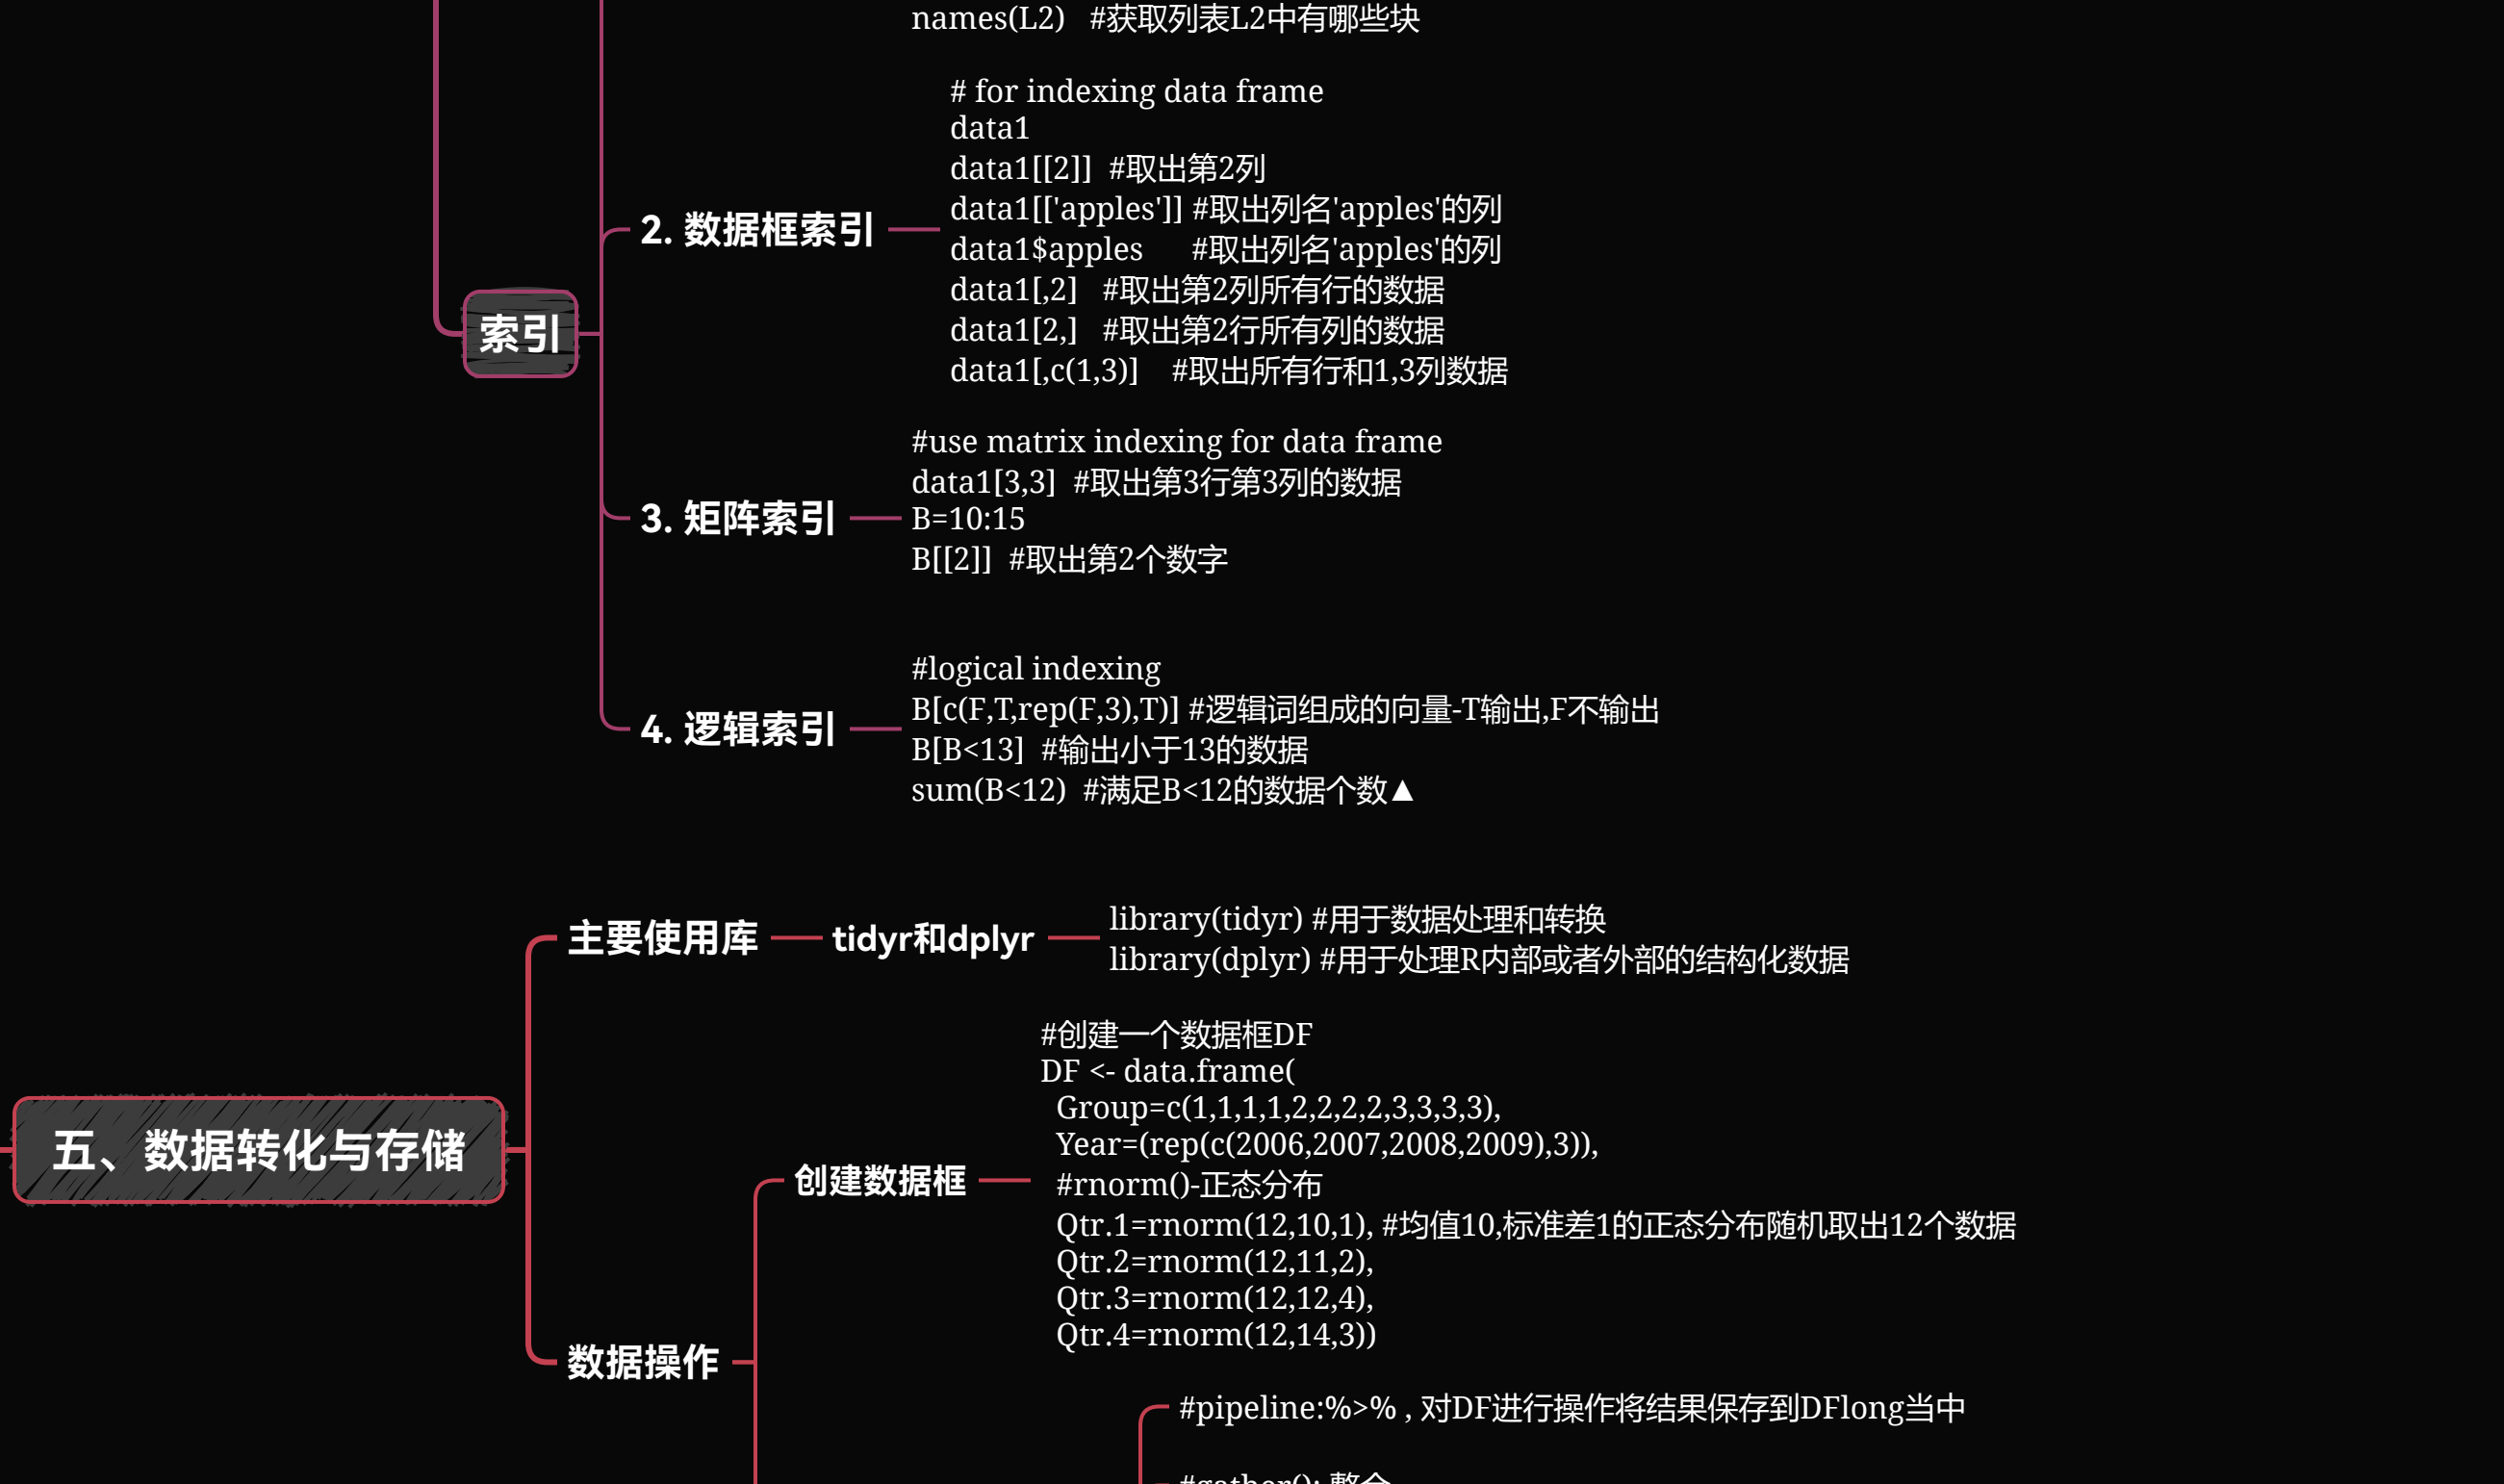 names(L2)   #获取列表L2中有哪些块
索引
2. 数据框索引
# for indexing data frame
data1
data1[[2]]  #取出第2列
data1[['apples']] #取出列名'apples'的列
data1$apples      #取出列名'apples'的列
data1[,2]   #取出第2列所有行的数据
data1[2,]   #取出第2行所有列的数据
data1[,c(1,3)]    #取出所有行和1,3列数据
3. 矩阵索引
#use matrix indexing for data frame
data1[3,3]  #取出第3行第3列的数据
B=10:15
B[[2]]  #取出第2个数字
4. 逻辑索引
#logical indexing
B[c(F,T,rep(F,3),T)] #逻辑词组成的向量-T输出,F不输出
B[B<13]  #输出小于13的数据
sum(B<12)  #满足B<12的数据个数▲
五、数据转化与存储
主要使用库
tidyr和dplyr
library(tidyr) #用于数据处理和转换
library(dplyr) #用于处理R内部或者外部的结构化数据
数据操作
创建数据框
#创建一个数据框DF
DF <- data.frame(
  Group=c(1,1,1,1,2,2,2,2,3,3,3,3),
  Year=(rep(c(2006,2007,2008,2009),3)),
  #rnorm()-正态分布
  Qtr.1=rnorm(12,10,1), #均值10,标准差1的正态分布随机取出12个数据
  Qtr.2=rnorm(12,11,2),
  Qtr.3=rnorm(12,12,4),
  Qtr.4=rnorm(12,14,3))
#pipeline:%>% , 对DF进行操作将结果保存到DFlong当中
#gather(): 整合